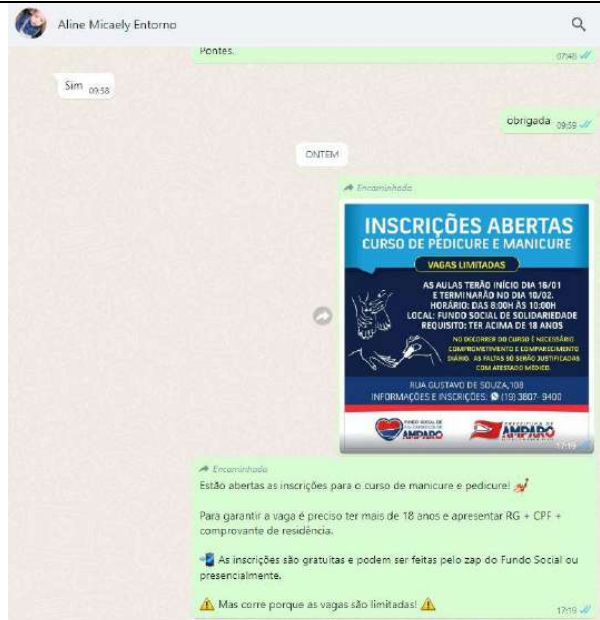 Aline Micaely Entorno
Pontes.
07:48
Sim 09:58
obrigada 09:59
ONTEM
Encaminhada
INSCRIÇÕES ABERTAS
CURSO DE PEDICURE E MANICURE
VAGAS LIMITADAS
AS AULAS TERÃO INÍCIO DIA 16/01
E TERMINARÃO NO DIA 10/02.
HORÁRIO: DAS 8:00H ÀS 10:00H
LOCAL: FUNDO SOCIAL DE SOLIDARIEDADE
REQUISITO: TER ACIMA DE 18 ANOS
NO DECORRER DO CURSO É NECESSÁRIO
COMPROMETIMENTO E COMPARECIMENTO
DIÁRIO. AS FALTAS SÓ SERÃO JUSTIFICADAS
COM ATESTADO MÉDICO.
RUA GUSTAVO DE SOUZA, 108
INFORMAÇÕES E INSCRIÇÕES: (19) 3807-9400
FUNDO SOCIAL DE
AMPARO
PREFEITURA DE
AMPARO
17:19
Encaminhada
Estão abertas as inscrições para o curso de manicure e pedicure! 💅
Para garantir a vaga é preciso ter mais de 18 anos e apresentar RG + CPF +
comprovante de residência.
📲 As inscrições são gratuitas e podem ser feitas pelo zap do Fundo Social ou
presencialmente.
⚠️ Mas corre porque as vagas são limitadas! ⚠️
17:19